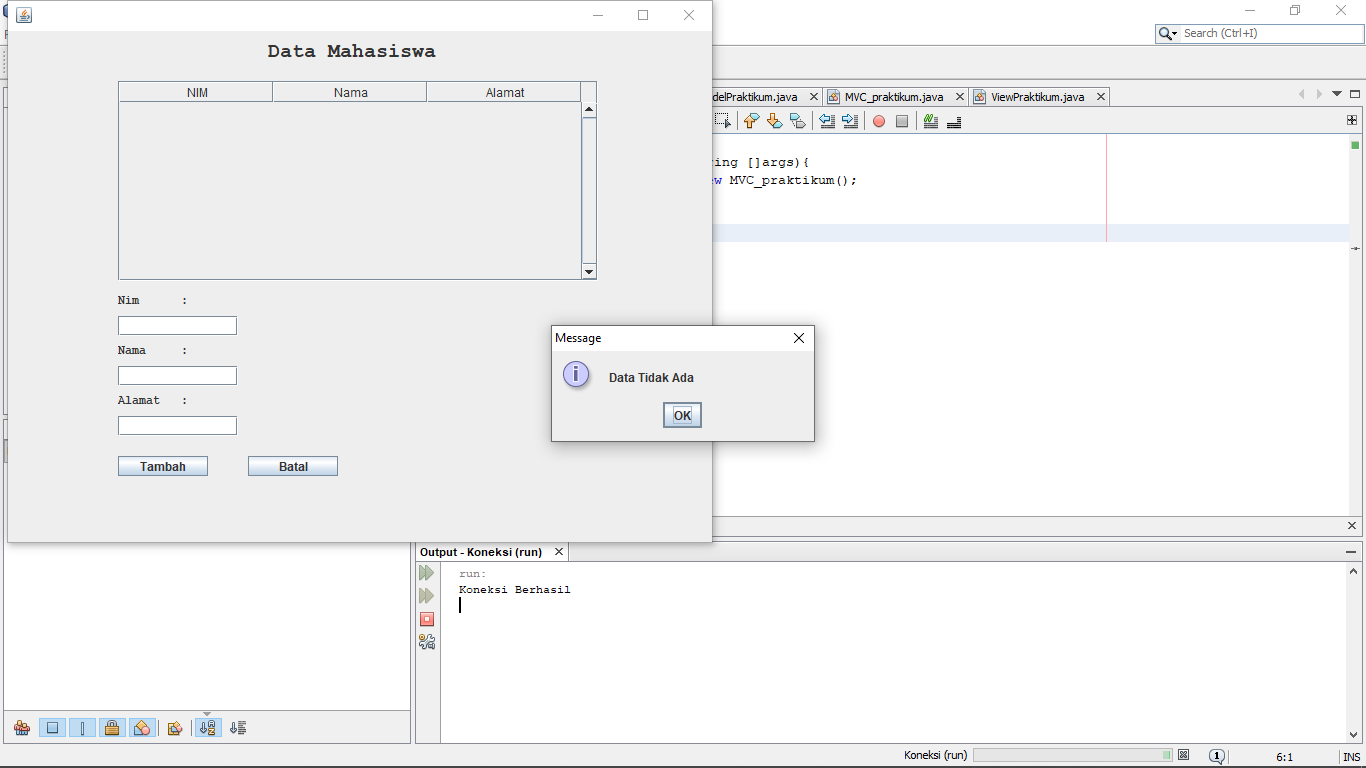 Data Mahasiswa
NIM Nama Alamat
Nim :
Nama :
Alamat :
Tambah Batal
Message
Data Tidak Ada
OK
Search (Ctrl+I)
delPraktikum.java MVC_praktikum.java ViewPraktikum.java
ing []args){
w MVC_praktikum();
Output - Koneksi (run)
run:
Koneksi Berhasil
Koneksi (run) 1 6:1 INS